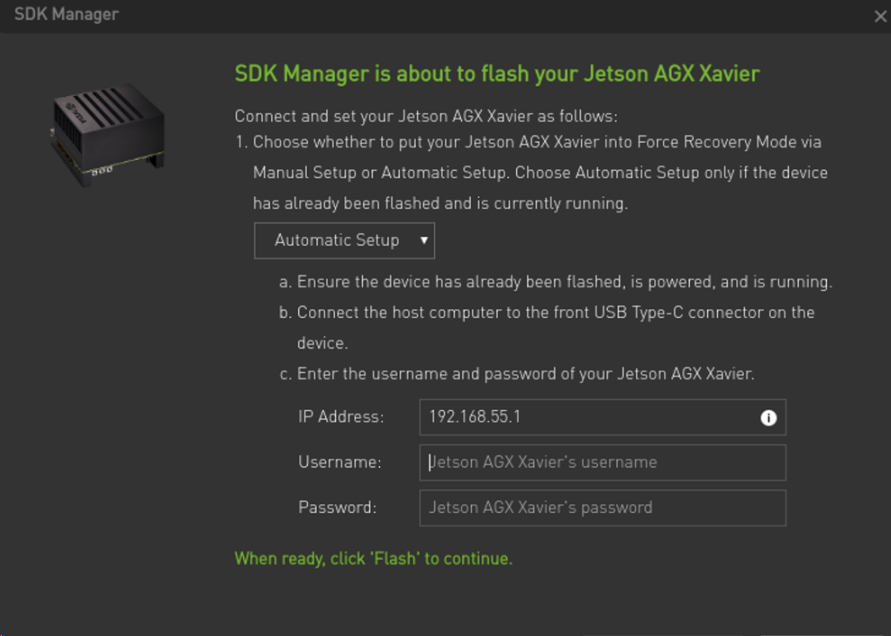 SDK Manager
SDK Manager is about to flash your Jetson AGX Xavier
Connect and set your Jetson AGX Xavier as follows:
1. Choose whether to put your Jetson AGX Xavier into Force Recovery Mode via
Manual Setup or Automatic Setup. Choose Automatic Setup only if the device
has already been flashed and is currently running.
Automatic Setup
a. Ensure the device has already been flashed, is powered, and is running.
b. Connect the host computer to the front USB Type-C connector on the
device.
c. Enter the username and password of your Jetson AGX Xavier.
IP Address: 192.168.55.1
Username: Jetson AGX Xavier's username
Password: Jetson AGX Xavier's password
When ready, click 'Flash' to continue.